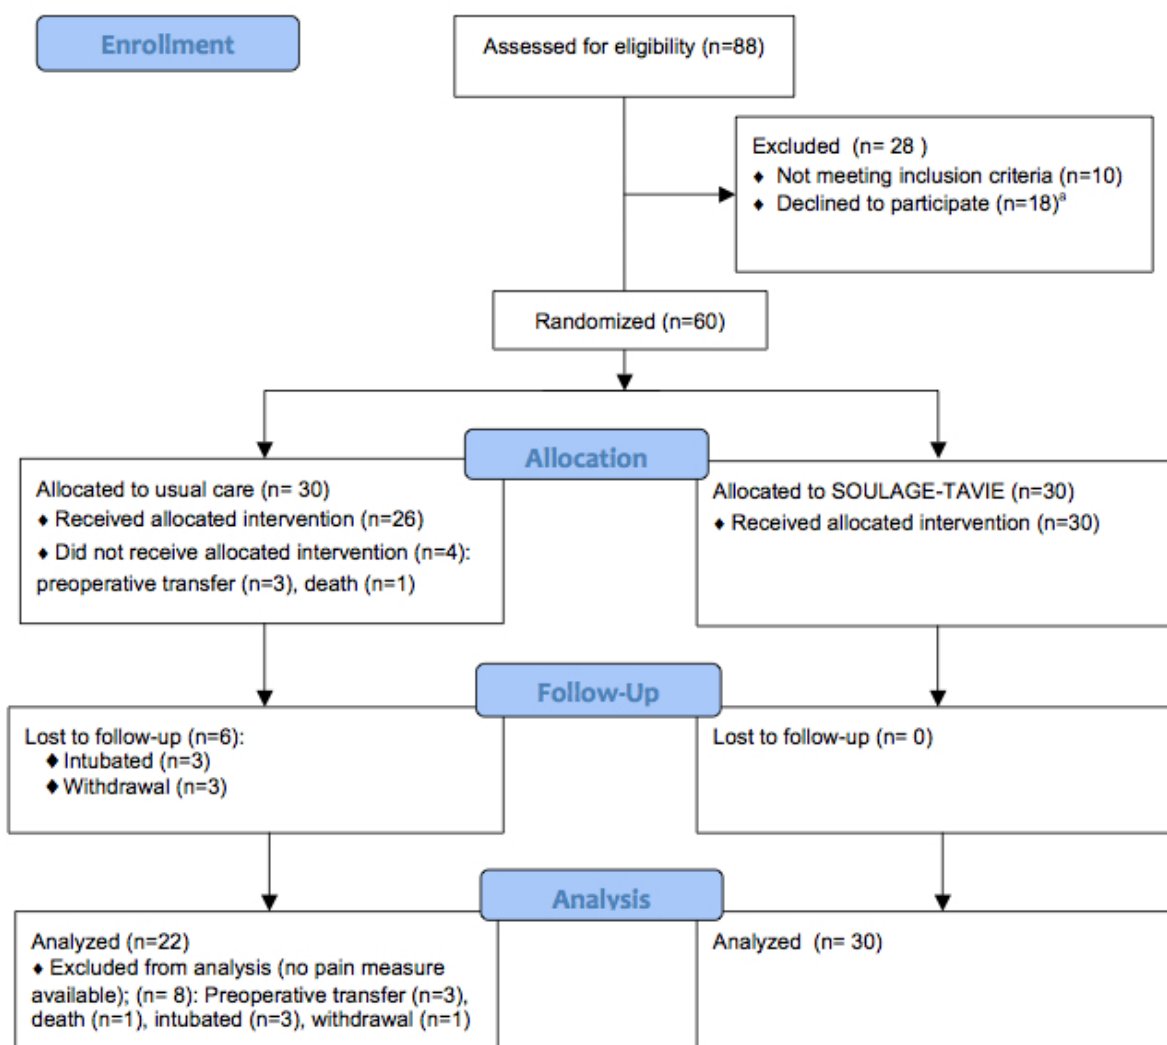 Enrollment
Assessed for eligibility (n=88)
Excluded (n= 28 )
♦ Not meeting inclusion criteria (n=10)
♦ Declined to participate (n=18)ª
Randomized (n=60)
Allocation
Allocated to usual care (n= 30)
♦ Received allocated intervention (n=26)
♦ Did not receive allocated intervention (n=4):
preoperative transfer (n=3), death (n=1)
Allocated to SOULAGE-TAVIE (n=30)
♦ Received allocated intervention (n=30)
Follow-Up
Lost to follow-up (n=6):
♦ Intubated (n=3)
♦ Withdrawal (n=3)
Lost to follow-up (n= 0)
Analysis
Analyzed (n=22)
♦ Excluded from analysis (no pain measure
available); (n= 8): Preoperative transfer (n=3),
death (n=1), intubated (n=3), withdrawal (n=1)
Analyzed (n= 30)